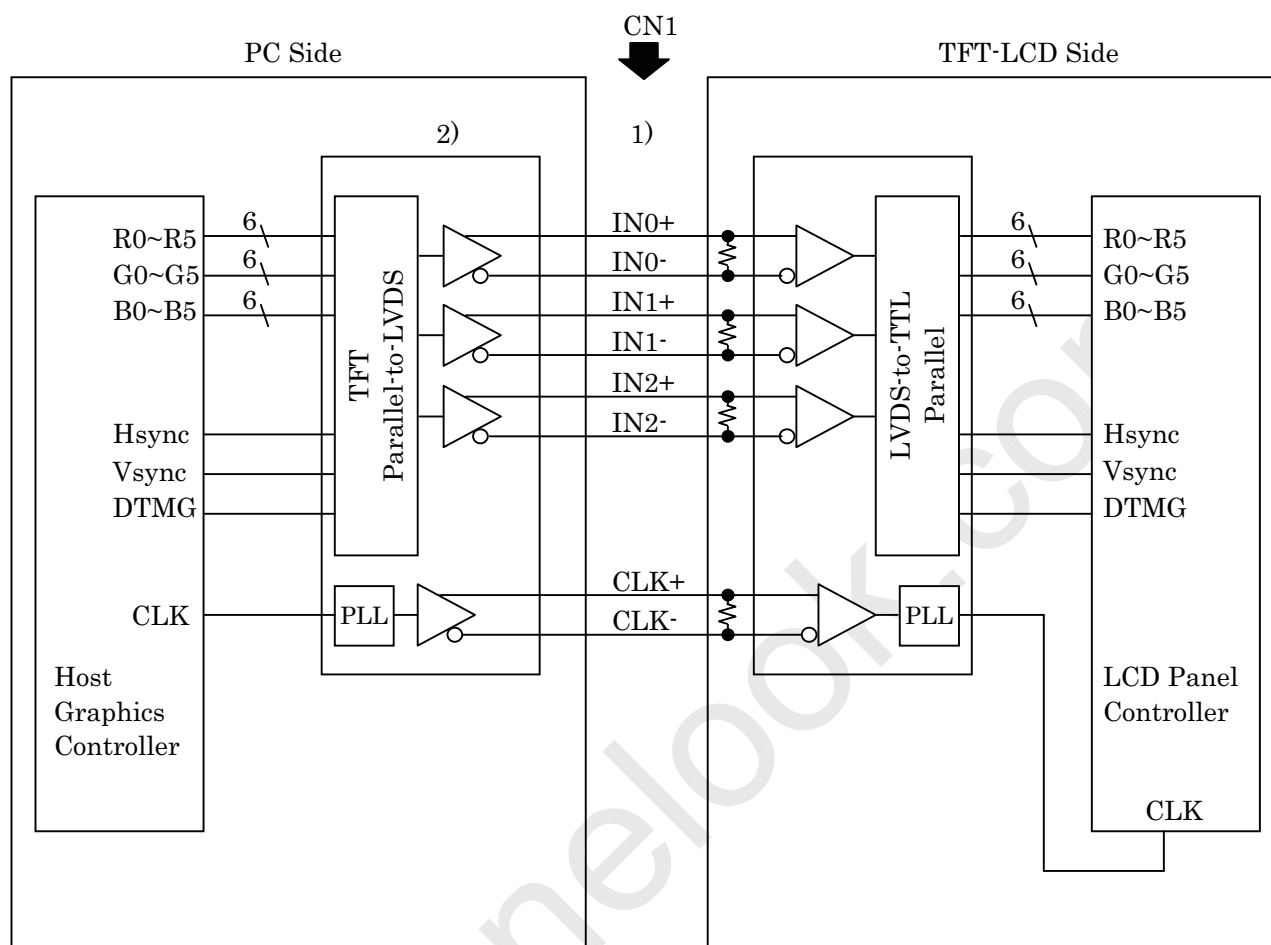 CN1
PC Side
TFT-LCD Side
2)
1)
R0~R5
G0~G5
B0~B5
6
6
6
Hsync
Vsync
DTMG
CLK
Host
Graphics
Controller
TFT
Parallel-to-LVDS
PLL
IN0+
IN0-
IN1+
IN1-
IN2+
IN2-
CLK+
CLK-
LVDS-to-TTL
Parallel
PLL
6
6
6
R0~R5
G0~G5
B0~B5
Hsync
Vsync
DTMG
LCD Panel
Controller
CLK
nelook.co